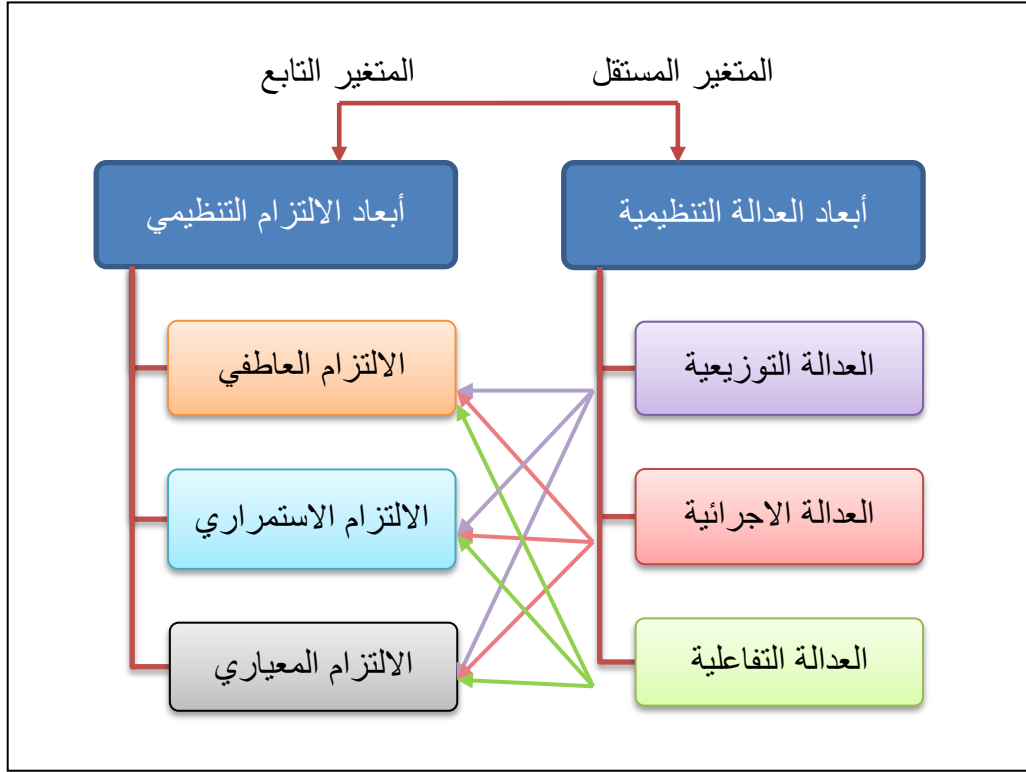 المتغير المستقل
المتغير التابع
أبعاد العدالة التنظيمية
أبعاد الالتزام التنظيمي
العدالة التوزيعية
الالتزام العاطفي
العدالة الاجرائية
الالتزام الاستمراري
العدالة التفاعلية
الالتزام المعياري